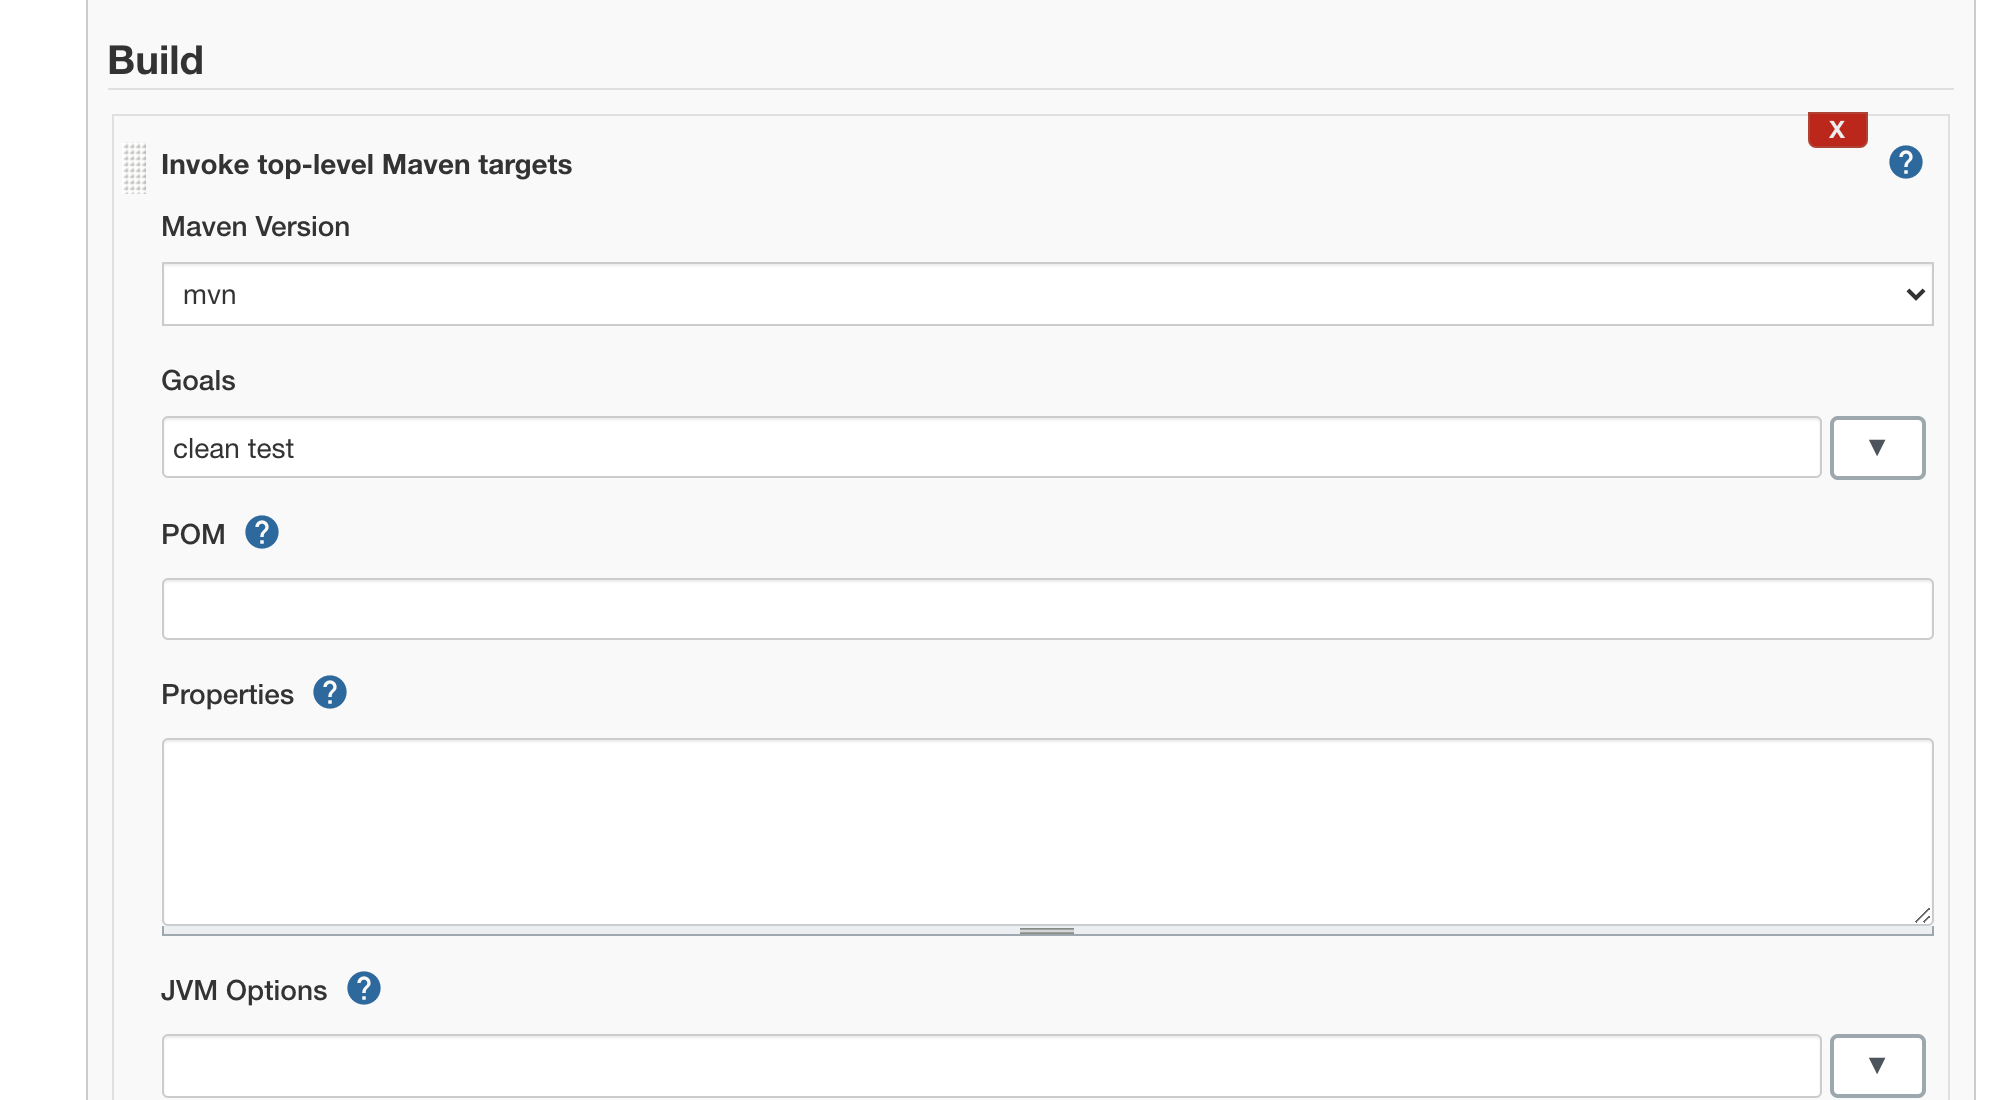 Build
X
Invoke top-level Maven targets
?
Maven Version
mvn
Goals
clean test
▼
POM ?
Properties ?
JVM Options ?
▼